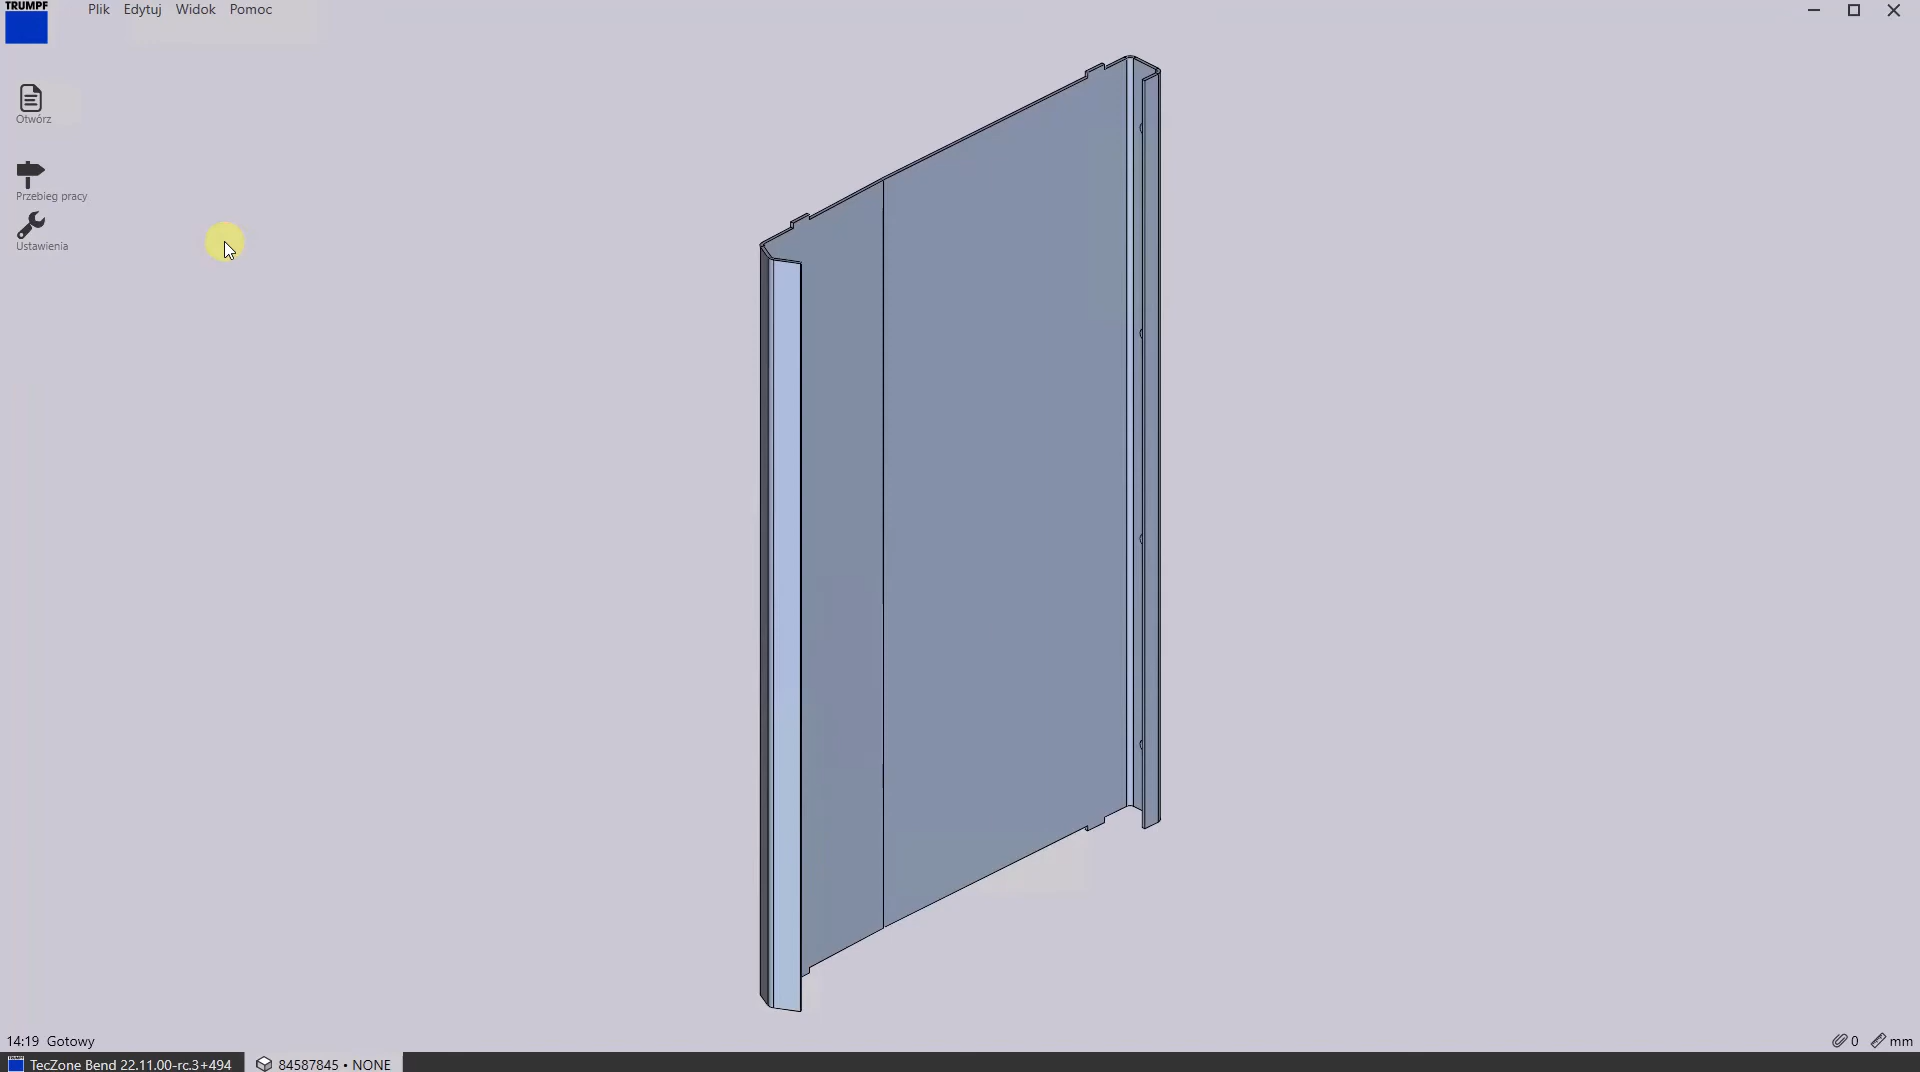 TRUMPF
Plik Edytuj Widok Pomoc
Otwórz
Przebieg pracy
Ustawienia
14:19 Gotowy
0 mm
TecZone Bend 22.11.00-rc.3+494
84587845 • NONE